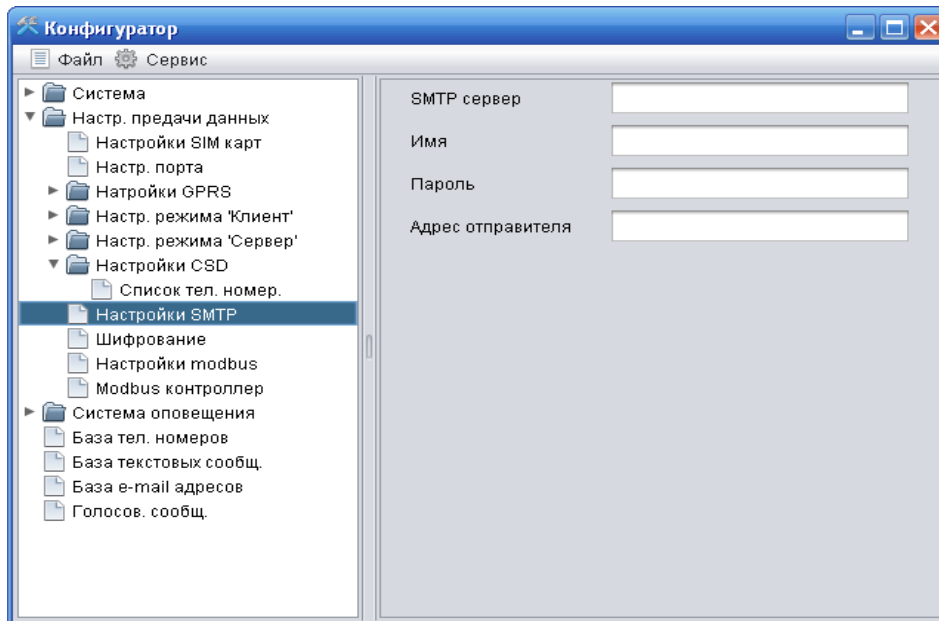 Конфигуратор
Файл Сервис
Система
Настр. предачи данных
Настройки SIM карт
Настр. порта
Натройки GPRS
Настр. режима 'Клиент'
Настр. режима 'Сервер'
Настройки CSD
Список тел. номер.
Настройки SMTP
Шифрование
Настройки modbus
Modbus контроллер
Система оповещения
База тел. номеров
База текстовых сообщ.
База e-mail адресов
Голосов. сообщ.
SMTP сервер
Имя
Пароль
Адрес отправителя